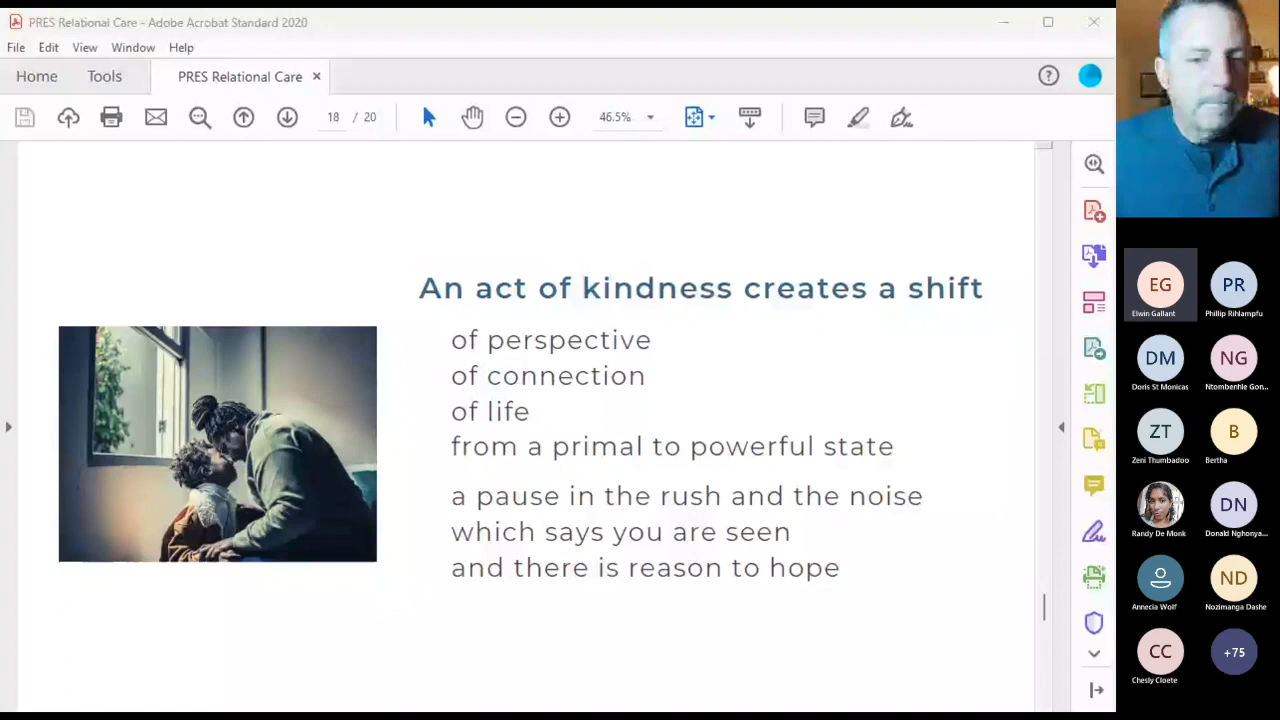 PRES Relational Care - Adobe Acrobat Standard 2020
File Edit View Window Help
Home Tools PRES Relational Care
18 / 20 46.5%
An act of kindness creates a shift
of perspective
of connection
of life
from a primal to powerful state
a pause in the rush and the noise
which says you are seen
and there is reason to hope
EG PR
Elwin Gallant Phillip Rihlampfu
DM NG
Doris St Monicas Ntombenhle Gon...
ZT B
Zeni Thumbadoo Bertha
DN
Randy De Monk Donald Nghonya...
ND
Annecia Wolf Nozimanga Dashe
CC +75
Chesly Cloete